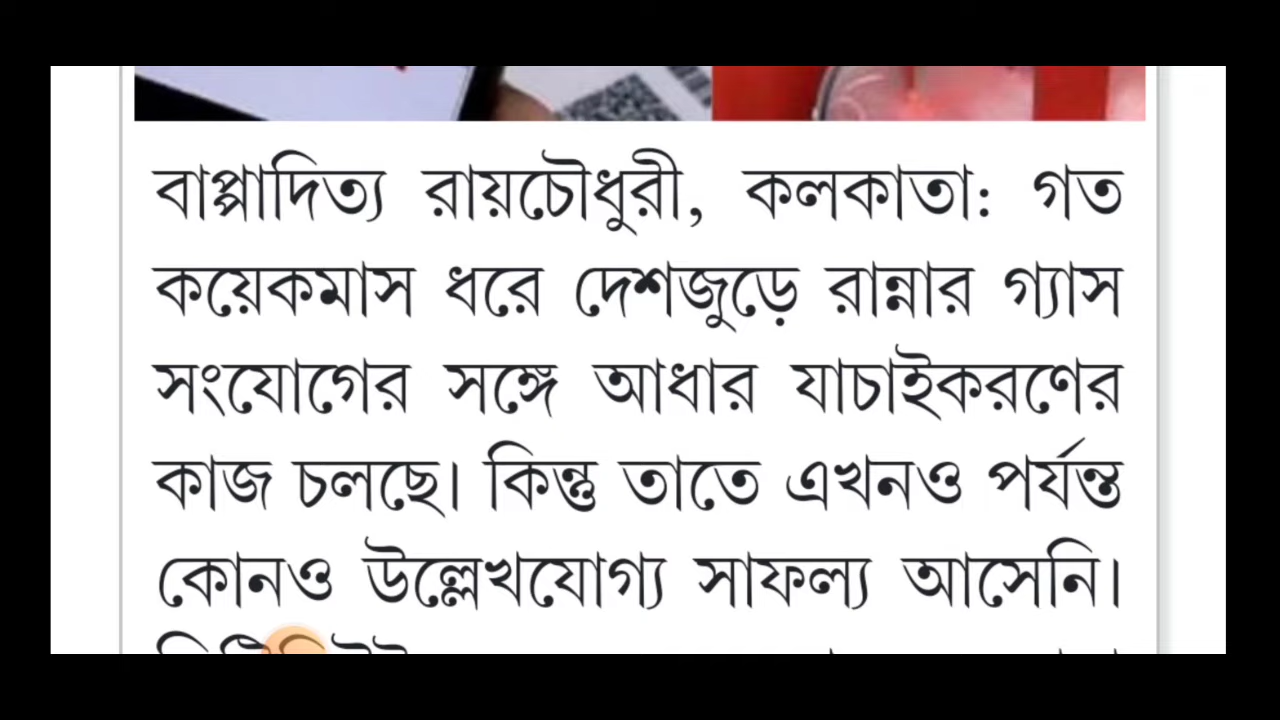 বাপ্পাদিত্য রায়চৌধুরী, কলকাতা: গত
কয়েকমাস ধরে দেশজুড়ে রান্নার গ্যাস
সংযোগের সঙ্গে আধার যাচাইকরণের
কাজ চলছে। কিন্তু তাতে এখনও পর্যন্ত
কোনও উল্লেখযোগ্য সাফল্য আসেনি।